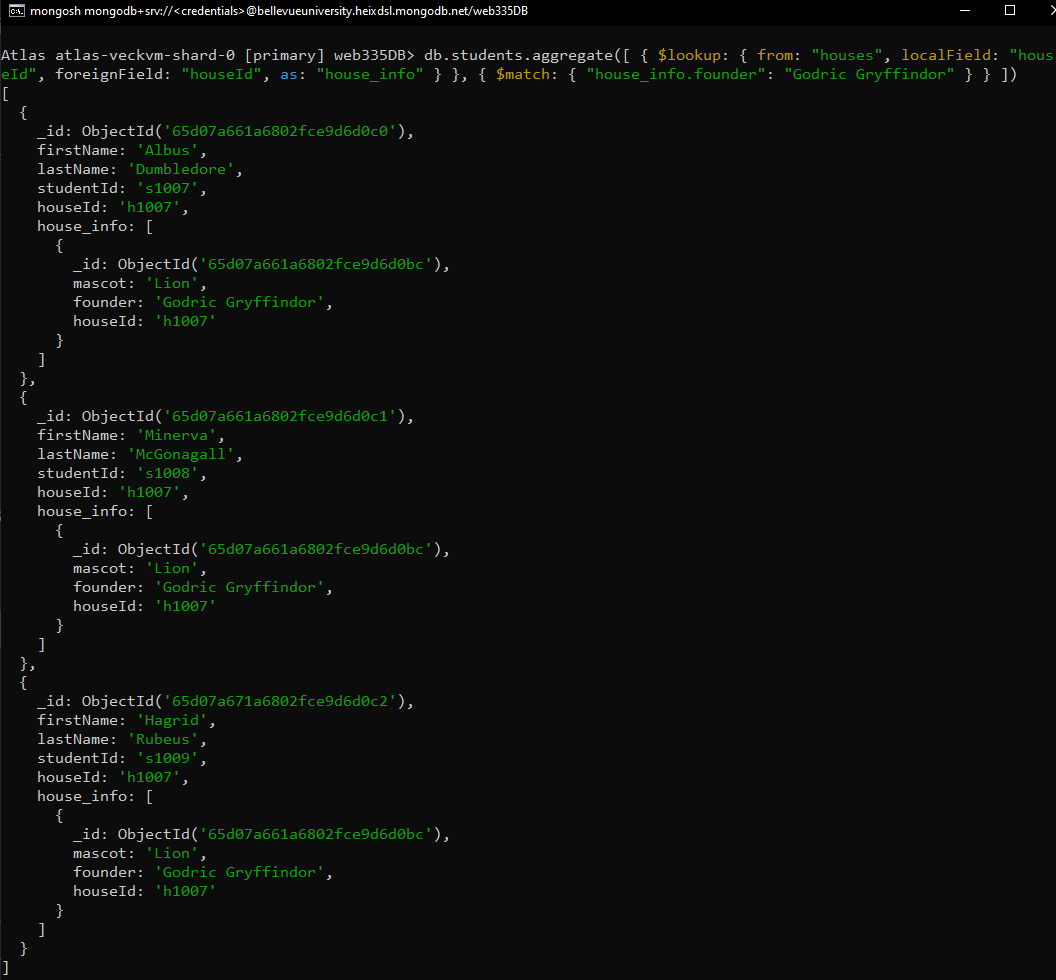 mongosh mongodb+srv://<credentials>@bellevueuniversity.heixdsl.mongodb.net/web335DB
Atlas atlas-veckvm-shard-0 [primary] web335DB> db.students.aggregate([ { $lookup: { from: "houses", localField: "hous
eId", foreignField: "houseId", as: "house_info" } }, { $match: { "house_info.founder": "Godric Gryffindor" } } ])
[
  {
    _id: ObjectId('65d07a661a6802fce9d6d0c0'),
    firstName: 'Albus',
    lastName: 'Dumbledore',
    studentId: 's1007',
    houseId: 'h1007',
    house_info: [
      {
        _id: ObjectId('65d07a661a6802fce9d6d0bc'),
        mascot: 'Lion',
        founder: 'Godric Gryffindor',
        houseId: 'h1007'
      }
    ]
  },
  {
    _id: ObjectId('65d07a661a6802fce9d6d0c1'),
    firstName: 'Minerva',
    lastName: 'McGonagall',
    studentId: 's1008',
    houseId: 'h1007',
    house_info: [
      {
        _id: ObjectId('65d07a661a6802fce9d6d0bc'),
        mascot: 'Lion',
        founder: 'Godric Gryffindor',
        houseId: 'h1007'
      }
    ]
  },
  {
    _id: ObjectId('65d07a671a6802fce9d6d0c2'),
    firstName: 'Hagrid',
    lastName: 'Rubeus',
    studentId: 's1009',
    houseId: 'h1007',
    house_info: [
      {
        _id: ObjectId('65d07a661a6802fce9d6d0bc'),
        mascot: 'Lion',
        founder: 'Godric Gryffindor',
        houseId: 'h1007'
      }
    ]
  }
]